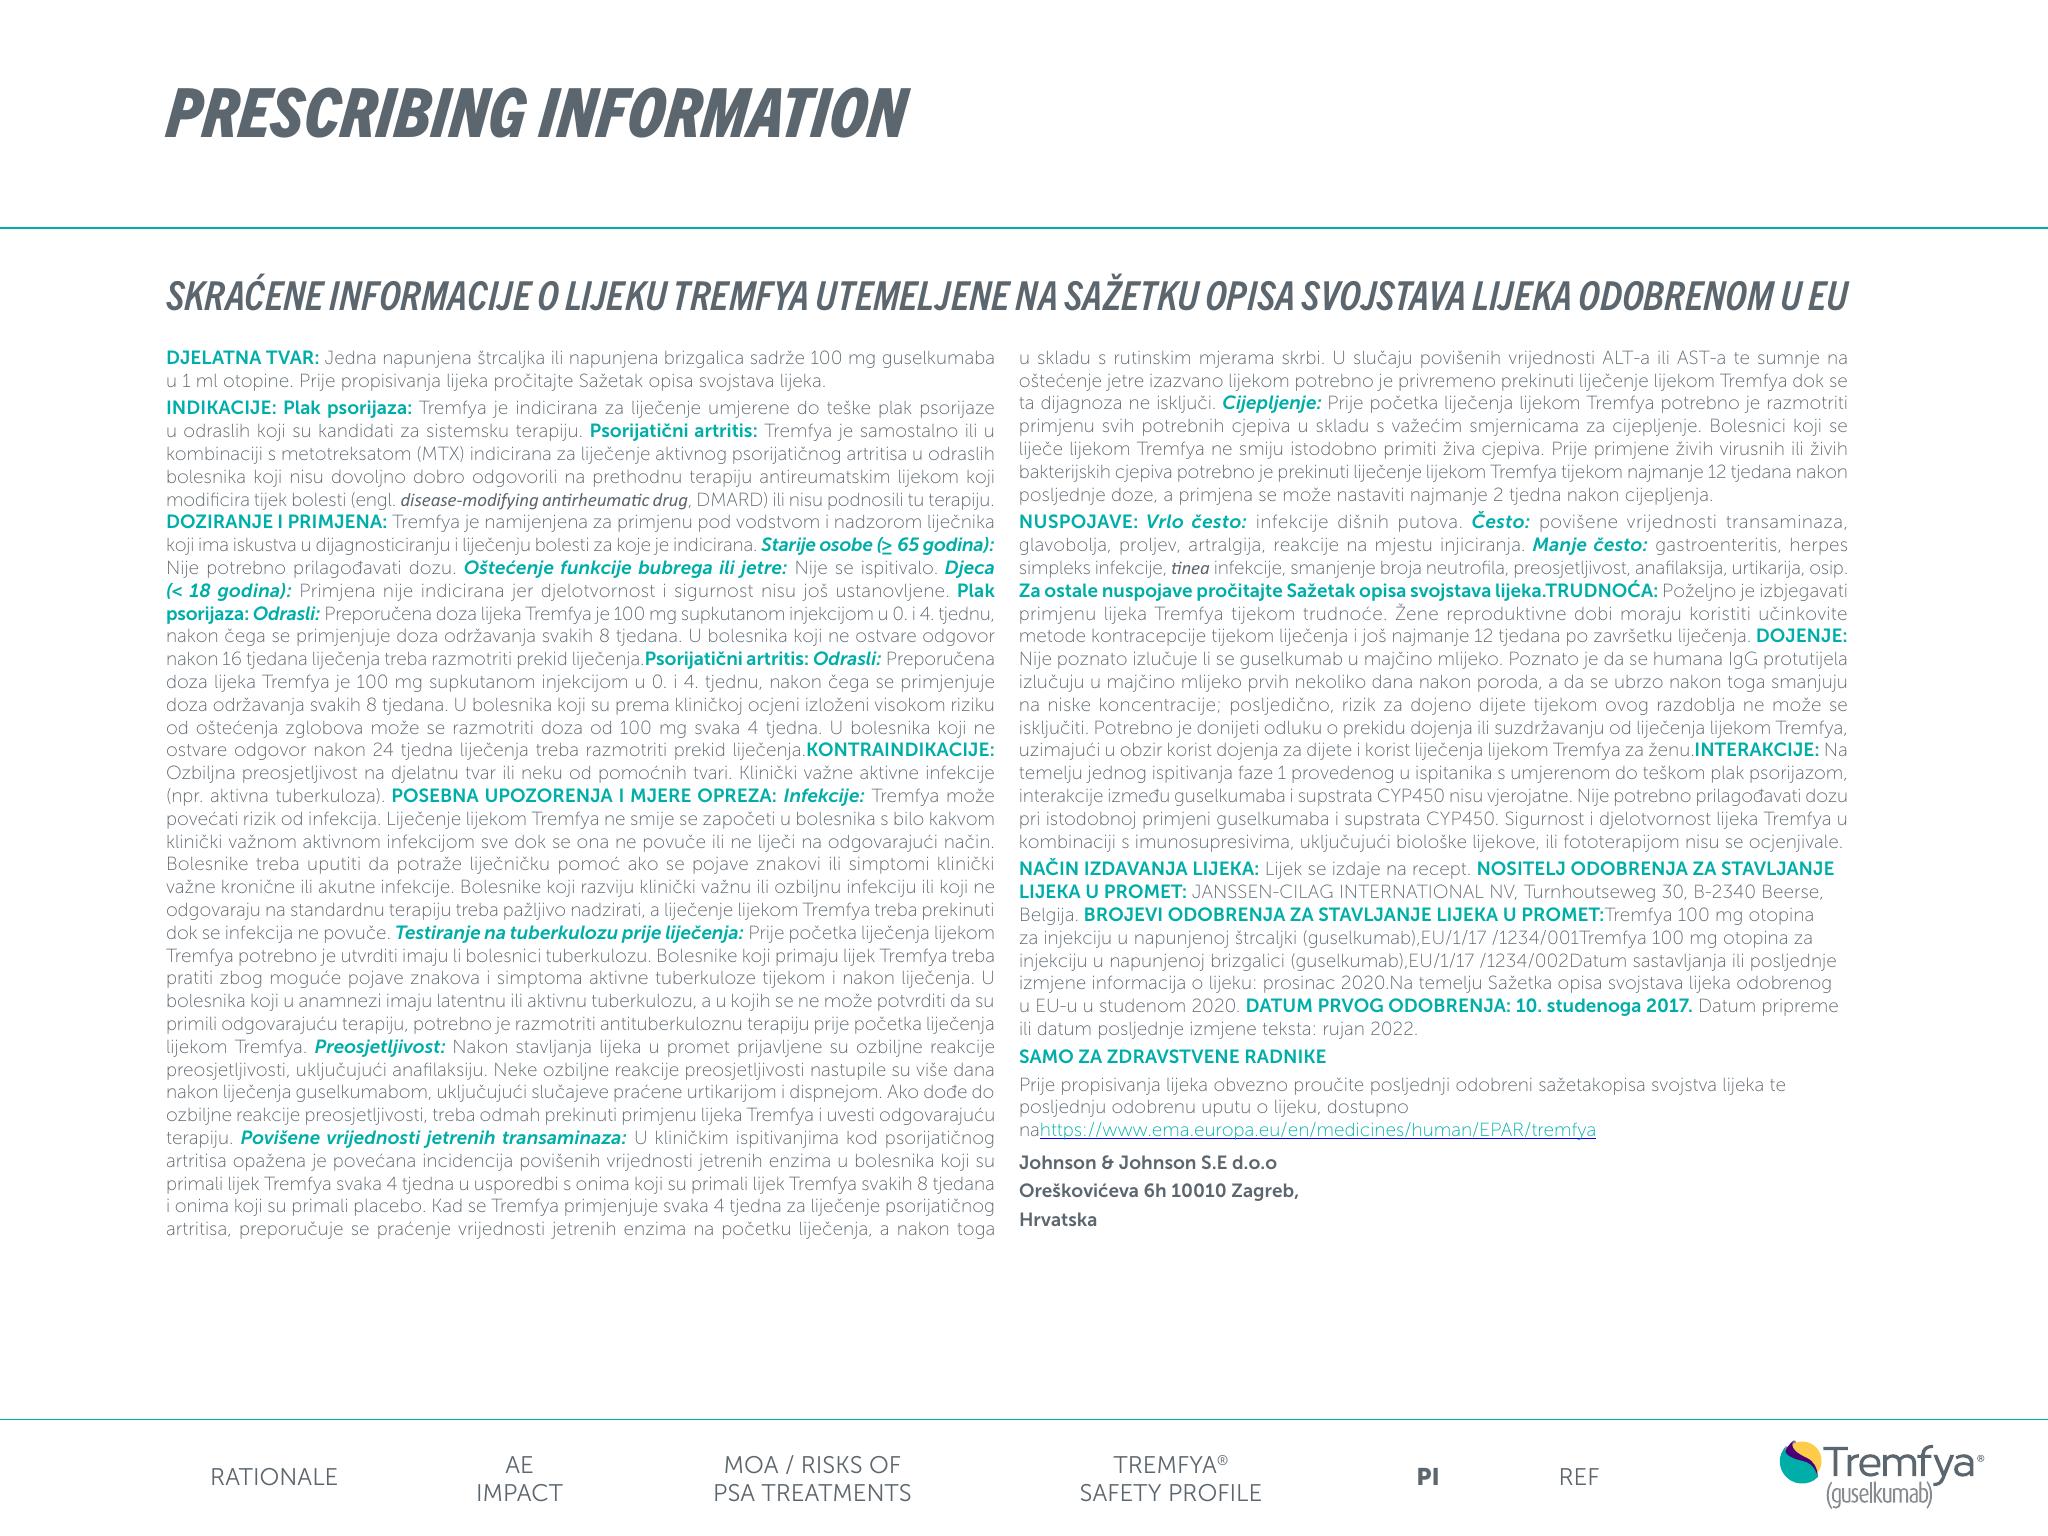 PRESCRIBING INFORMATION
SKRAĆENE INFORMACIJE O LIJEKU TREMFYA UTEMELJENE NA SAŽETKU OPISA SVOJSTAVA LIJEKA ODOBRENOM U EU
DJELATNA TVAR: Jedna napunjena štrcaljka ili napunjena brizgalica sadrže 100 mg guselkumaba
u 1 ml otopine. Prije propisivanja lijeka pročitajte Sažetak opisa svojstava lijeka.
INDIKACIJE: Plak psorijaza: Tremfya je indicirana za liječenje umjerene do teške plak psorijaze
u odraslih koji su kandidati za sistemsku terapiju. Psorijatični artritis: Tremfya je samostalno ili u
kombinaciji s metotreksatom (MTX) indicirana za liječenje aktivnog psorijatičnog artritisa u odraslih
bolesnika koji nisu dovoljno dobro odgovorili na prethodnu terapiju antireumatskim lijekom koji
modificira tijek bolesti (engl. disease-modifying antirheumatic drug, DMARD) ili nisu podnosili tu terapiju.
DOZIRANJE I PRIMJENA: Tremfya je namijenjena za primjenu pod vodstvom i nadzorom liječnika
koji ima iskustva u dijagnosticiranju i liječenju bolesti za koje je indicirana. Starije osobe (≥ 65 godina):
Nije potrebno prilagođavati dozu. Oštećenje funkcije bubrega ili jetre: Nije se ispitivalo. Djeca
(< 18 godina): Primjena nije indicirana jer djelotvornost i sigurnost nisu još ustanovljene. Plak
psorijaza: Odrasli: Preporučena doza lijeka Tremfya je 100 mg supkutanom injekcijom u 0. i 4. tjednu,
nakon čega se primjenjuje doza održavanja svakih 8 tjedana. U bolesnika koji ne ostvare odgovor
nakon 16 tjedana liječenja treba razmotriti prekid liječenja.Psorijatični artritis: Odrasli: Preporučena
doza lijeka Tremfya je 100 mg supkutanom injekcijom u 0. i 4. tjednu, nakon čega se primjenjuje
doza održavanja svakih 8 tjedana. U bolesnika koji su prema kliničkoj ocjeni izloženi visokom riziku
od oštećenja zglobova može se razmotriti doza od 100 mg svaka 4 tjedna. U bolesnika koji ne
ostvare odgovor nakon 24 tjedna liječenja treba razmotriti prekid liječenja.KONTRAINDIKACIJE:
Ozbiljna preosjetljivost na djelatnu tvar ili neku od pomoćnih tvari. Klinički važne aktivne infekcije
(npr. aktivna tuberkuloza). POSEBNA UPOZORENJA I MJERE OPREZA: Infekcije: Tremfya može
povećati rizik od infekcija. Liječenje lijekom Tremfya ne smije se započeti u bolesnika s bilo kakvom
klinički važnom aktivnom infekcijom sve dok se ona ne povuče ili ne liječi na odgovarajući način.
Bolesnike treba uputiti da potraže liječničku pomoć ako se pojave znakovi ili simptomi klinički
važne kronične ili akutne infekcije. Bolesnike koji razviju klinički važnu ili ozbiljnu infekciju ili koji ne
odgovaraju na standardnu terapiju treba pažljivo nadzirati, a liječenje lijekom Tremfya treba prekinuti
dok se infekcija ne povuče. Testiranje na tuberkulozu prije liječenja: Prije početka liječenja lijekom
Tremfya potrebno je utvrditi imaju li bolesnici tuberkulozu. Bolesnike koji primaju lijek Tremfya treba
pratiti zbog moguće pojave znakova i simptoma aktivne tuberkuloze tijekom i nakon liječenja. U
bolesnika koji u anamnezi imaju latentnu ili aktivnu tuberkulozu, a u kojih se ne može potvrditi da su
primili odgovarajuću terapiju, potrebno je razmotriti antituberkuloznu terapiju prije početka liječenja
lijekom Tremfya. Preosjetljivost: Nakon stavljanja lijeka u promet prijavljene su ozbiljne reakcije
preosjetljivosti, uključujući anafilaksiju. Neke ozbiljne reakcije preosjetljivosti nastupile su više dana
nakon liječenja guselkumabom, uključujući slučajeve praćene urtikarijom i dispnejom. Ako dođe do
ozbiljne reakcije preosjetljivosti, treba odmah prekinuti primjenu lijeka Tremfya i uvesti odgovarajuću
terapiju. Povišene vrijednosti jetrenih transaminaza: U kliničkim ispitivanjima kod psorijatičnog
artritisa opažena je povećana incidencija povišenih vrijednosti jetrenih enzima u bolesnika koji su
primali lijek Tremfya svaka 4 tjedna u usporedbi s onima koji su primali lijek Tremfya svakih 8 tjedana
i onima koji su primali placebo. Kad se Tremfya primjenjuje svaka 4 tjedna za liječenje psorijatičnog
artritisa, preporučuje se praćenje vrijednosti jetrenih enzima na početku liječenja, a nakon toga
u skladu s rutinskim mjerama skrbi. U slučaju povišenih vrijednosti ALT-a ili AST-a te sumnje na
oštećenje jetre izazvano lijekom potrebno je privremeno prekinuti liječenje lijekom Tremfya dok se
ta dijagnoza ne isključi. Cijepljenje: Prije početka liječenja lijekom Tremfya potrebno je razmotriti
primjenu svih potrebnih cjepiva u skladu s važećim smjernicama za cijepljenje. Bolesnici koji se
liječe lijekom Tremfya ne smiju istodobno primiti živa cjepiva. Prije primjene živih virusnih ili živih
bakterijskih cjepiva potrebno je prekinuti liječenje lijekom Tremfya tijekom najmanje 12 tjedana nakon
posljednje doze, a primjena se može nastaviti najmanje 2 tjedna nakon cijepljenja.
NUSPOJAVE: Vrlo često: infekcije dišnih putova. Često: povišene vrijednosti transaminaza,
glavobolja, proljev, artralgija, reakcije na mjestu injiciranja. Manje često: gastroenteritis, herpes
simpleks infekcije, tinea infekcije, smanjenje broja neutrofila, preosjetljivost, anafilaksija, urtikarija, osip.
Za ostale nuspojave pročitajte Sažetak opisa svojstava lijeka.TRUDNOĆA: Poželjno je izbjegavati
primjenu lijeka Tremfya tijekom trudnoće. Žene reproduktivne dobi moraju koristiti učinkovite
metode kontracepcije tijekom liječenja i još najmanje 12 tjedana po završetku liječenja. DOJENJE:
Nije poznato izlučuje li se guselkumab u majčino mlijeko. Poznato je da se humana IgG protutijela
izlučuju u majčino mlijeko prvih nekoliko dana nakon poroda, a da se ubrzo nakon toga smanjuju
na niske koncentracije; posljedično, rizik za dojeno dijete tijekom ovog razdoblja ne može se
isključiti. Potrebno je donijeti odluku o prekidu dojenja ili suzdržavanju od liječenja lijekom Tremfya,
uzimajući u obzir korist dojenja za dijete i korist liječenja lijekom Tremfya za ženu.INTERAKCIJE: Na
temelju jednog ispitivanja faze 1 provedenog u ispitanika s umjerenom do teškom plak psorijazom,
interakcije između guselkumaba i supstrata CYP450 nisu vjerojatne. Nije potrebno prilagođavati dozu
pri istodobnoj primjeni guselkumaba i supstrata CYP450. Sigurnost i djelotvornost lijeka Tremfya u
kombinaciji s imunosupresivima, uključujući biološke lijekove, ili fototerapijom nisu se ocjenjivale.
NAČIN IZDAVANJA LIJEKA: Lijek se izdaje na recept. NOSITELJ ODOBRENJA ZA STAVLJANJE
LIJEKA U PROMET: JANSSEN-CILAG INTERNATIONAL NV, Turnhoutseweg 30, B-2340 Beerse,
Belgija. BROJEVI ODOBRENJA ZA STAVLJANJE LIJEKA U PROMET:Tremfya 100 mg otopina
za injekciju u napunjenoj štrcaljki (guselkumab),EU/1/17 /1234/001Tremfya 100 mg otopina za
injekciju u napunjenoj brizgalici (guselkumab),EU/1/17 /1234/002Datum sastavljanja ili posljednje
izmjene informacija o lijeku: prosinac 2020.Na temelju Sažetka opisa svojstava lijeka odobrenog
u EU-u u studenom 2020. DATUM PRVOG ODOBRENJA: 10. studenoga 2017. Datum pripreme
ili datum posljednje izmjene teksta: rujan 2022.
SAMO ZA ZDRAVSTVENE RADNIKE
Prije propisivanja lijeka obvezno proučite posljednji odobreni sažetakopisa svojstva lijeka te
posljednju odobrenu uputu o lijeku, dostupno
nahttps://www.ema.europa.eu/en/medicines/human/EPAR/tremfya
Johnson & Johnson S.E d.o.o
Oreškovićeva 6h 10010 Zagreb,
Hrvatska
RATIONALE
AE
IMPACT
MOA / RISKS OF
PSA TREATMENTS
TREMFYA®
SAFETY PROFILE
PI
REF
Tremfya®
(guselkumab)